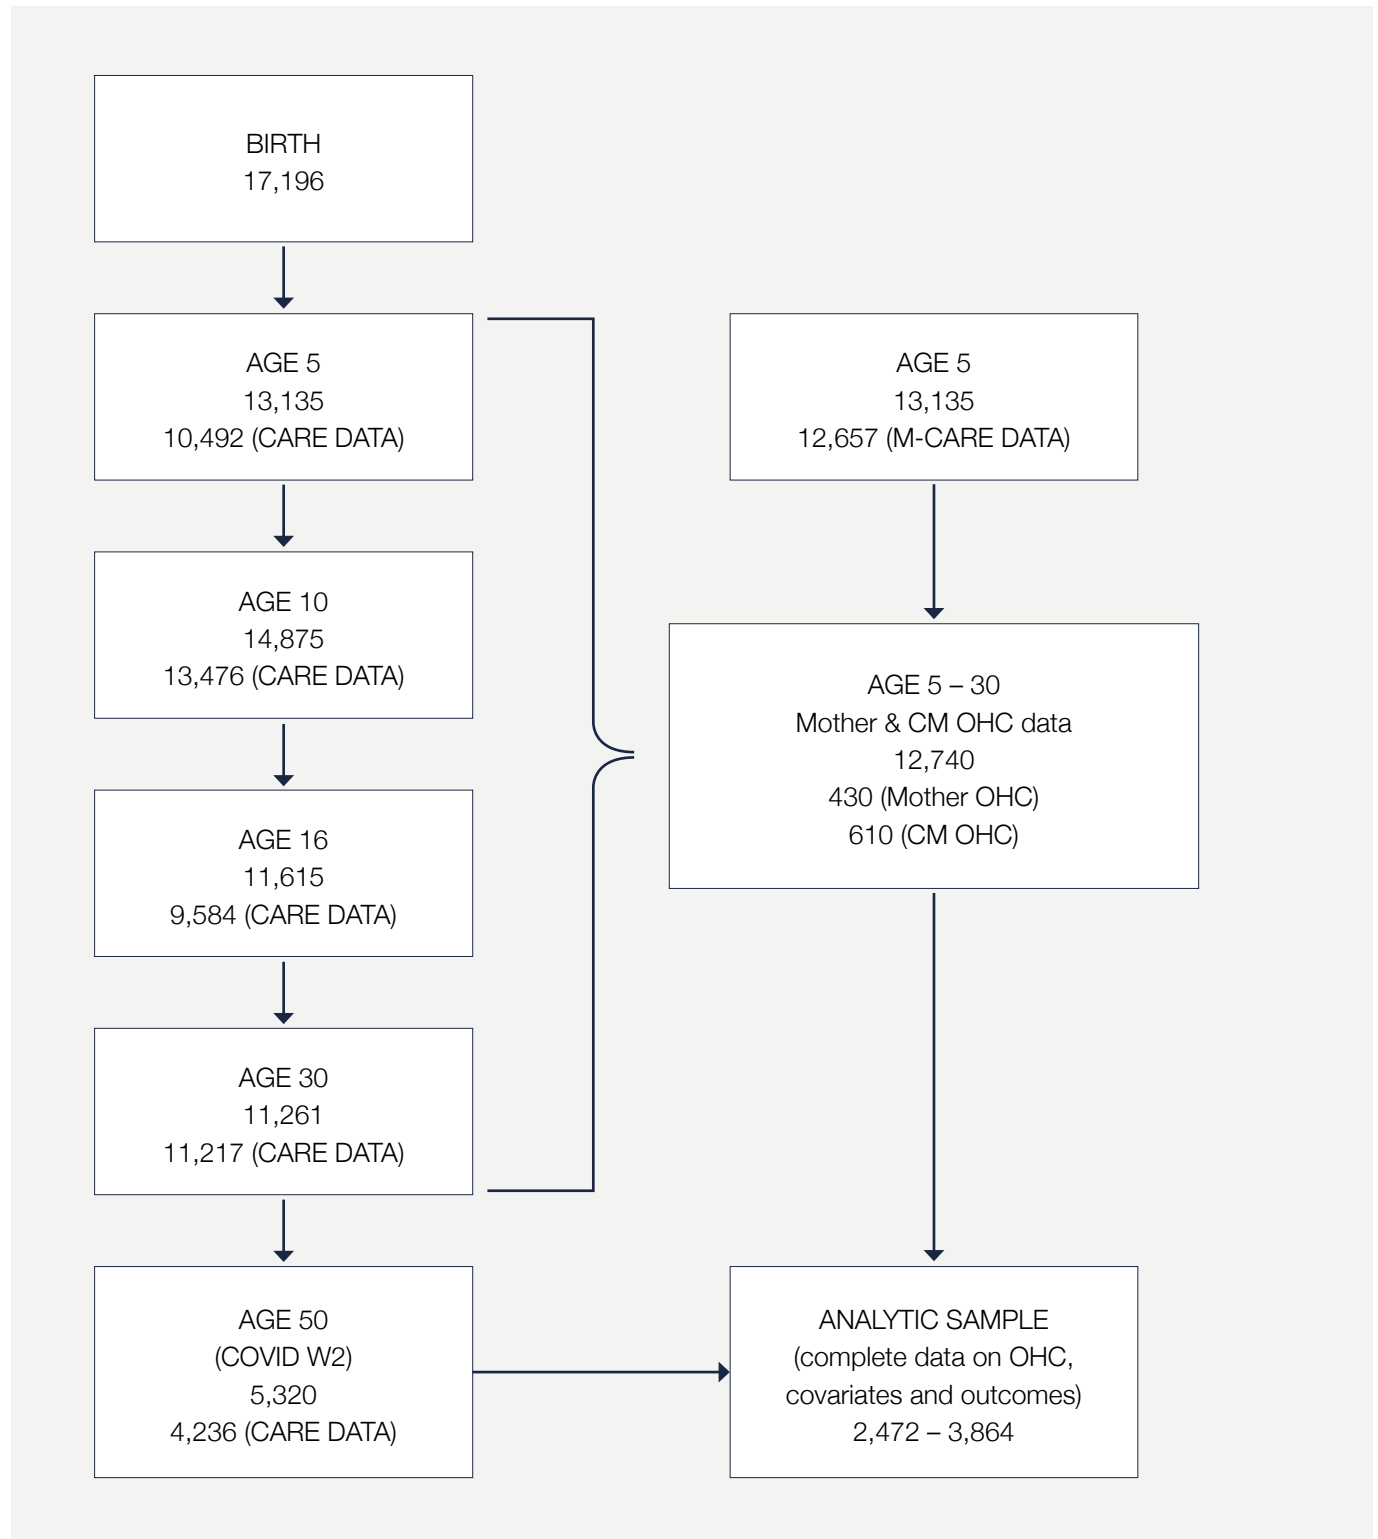 BIRTH
17,196
AGE 5
13,135
10,492 (CARE DATA)
AGE 10
14,875
13,476 (CARE DATA)
AGE 16
11,615
9,584 (CARE DATA)
AGE 30
11,261
11,217 (CARE DATA)
AGE 50
(COVID W2)
5,320
4,236 (CARE DATA)
AGE 5
13,135
12,657 (M-CARE DATA)
AGE 5 – 30
Mother & CM OHC data
12,740
430 (Mother OHC)
610 (CM OHC)
ANALYTIC SAMPLE
(complete data on OHC,
covariates and outcomes)
2,472 – 3,864